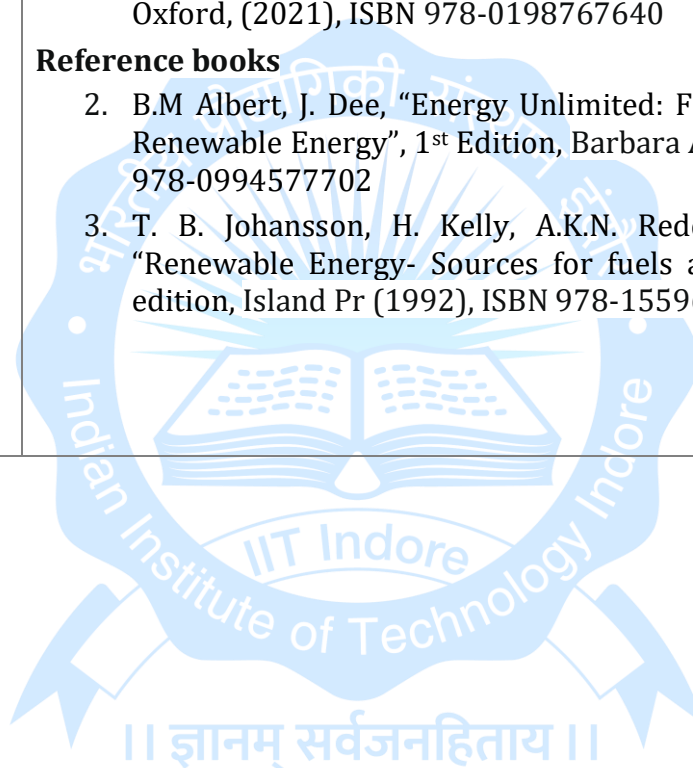 Oxford, (2021), ISBN 978-0198767640
Reference books
2. B.M Albert, J. Dee, “Energy Unlimited: F
Renewable Energy”, 1st Edition, Barbara A
978-0994577702
3. T. B. Johansson, H. Kelly, A.K.N. Redd
“Renewable Energy- Sources for fuels a
edition, Island Pr (1992), ISBN 978-1559
भारतीय प्रौद्योगिकी संस्थान इंदौर
Indian Institute of Technology Indore
IIT Indore
।। ज्ञानम् सर्वजनहिताय ।।